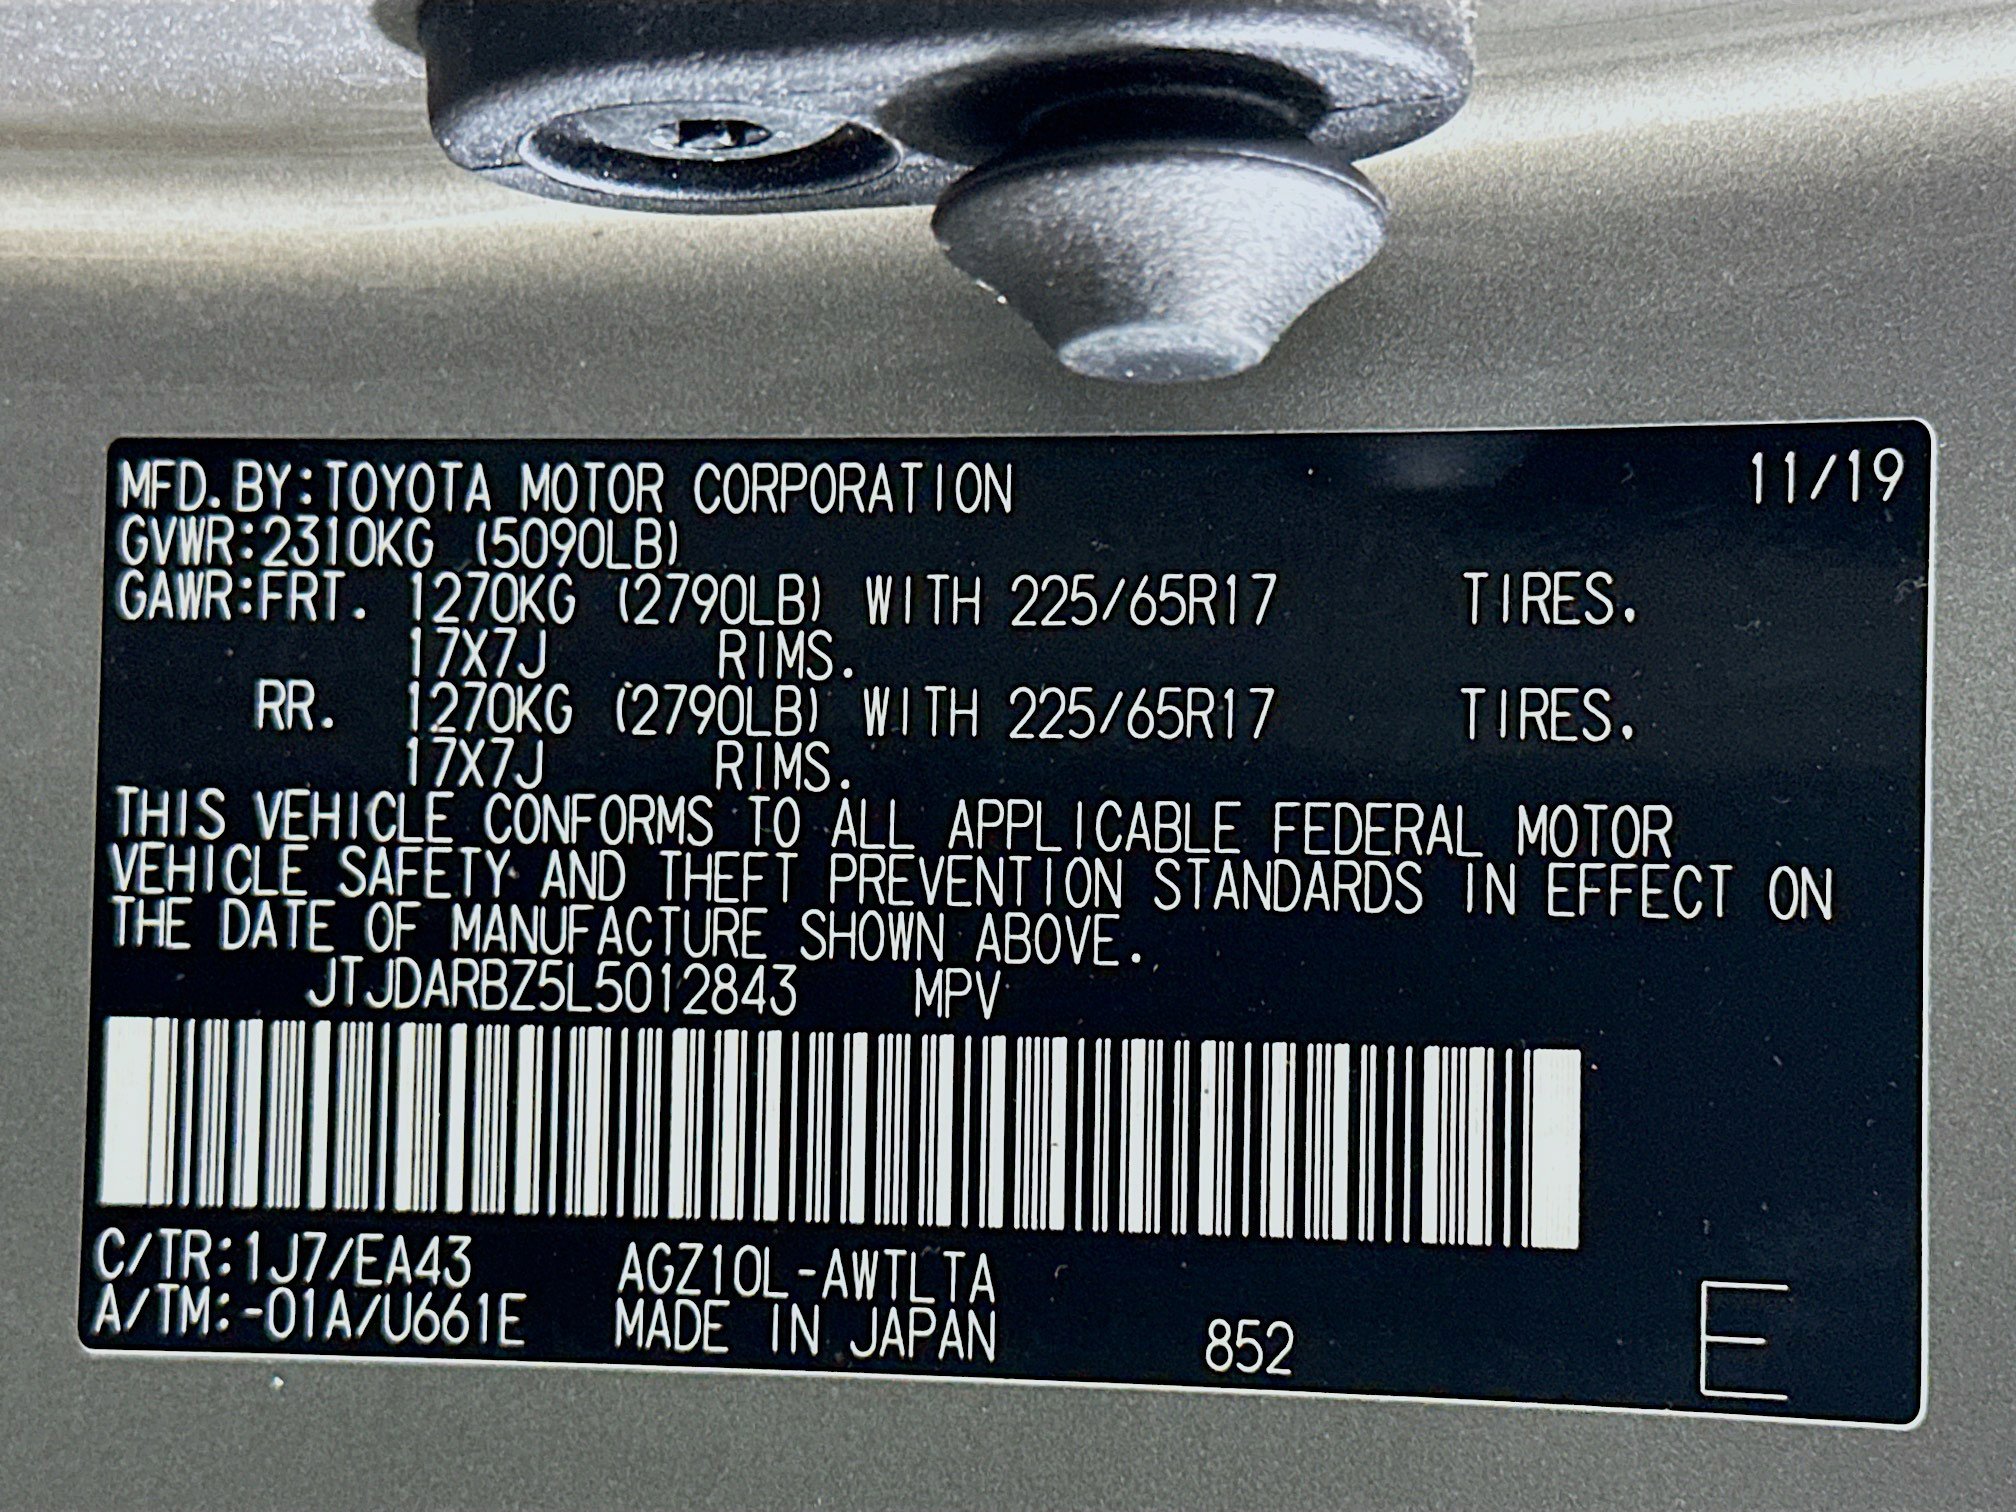 MFD.BY:TOYOTA MOTOR CORPORATION 11/19
GVWR:2310KG (5090LB)
GAWR:FRT. 1270KG (2790LB) WITH 225/65R17 TIRES.
17X7J RIMS.
RR. 1270KG (2790LB) WITH 225/65R17 TIRES.
17X7J RIMS.
THIS VEHICLE CONFORMS TO ALL APPLICABLE FEDERAL MOTOR
VEHICLE SAFETY AND THEFT PREVENTION STANDARDS IN EFFECT ON
THE DATE OF MANUFACTURE SHOWN ABOVE.
JTJDARBZ5L5012843 MPV
C/TR:1J7/EA43 AGZ10L-AWTLTA
A/TM:-01A/U661E MADE IN JAPAN 852 E